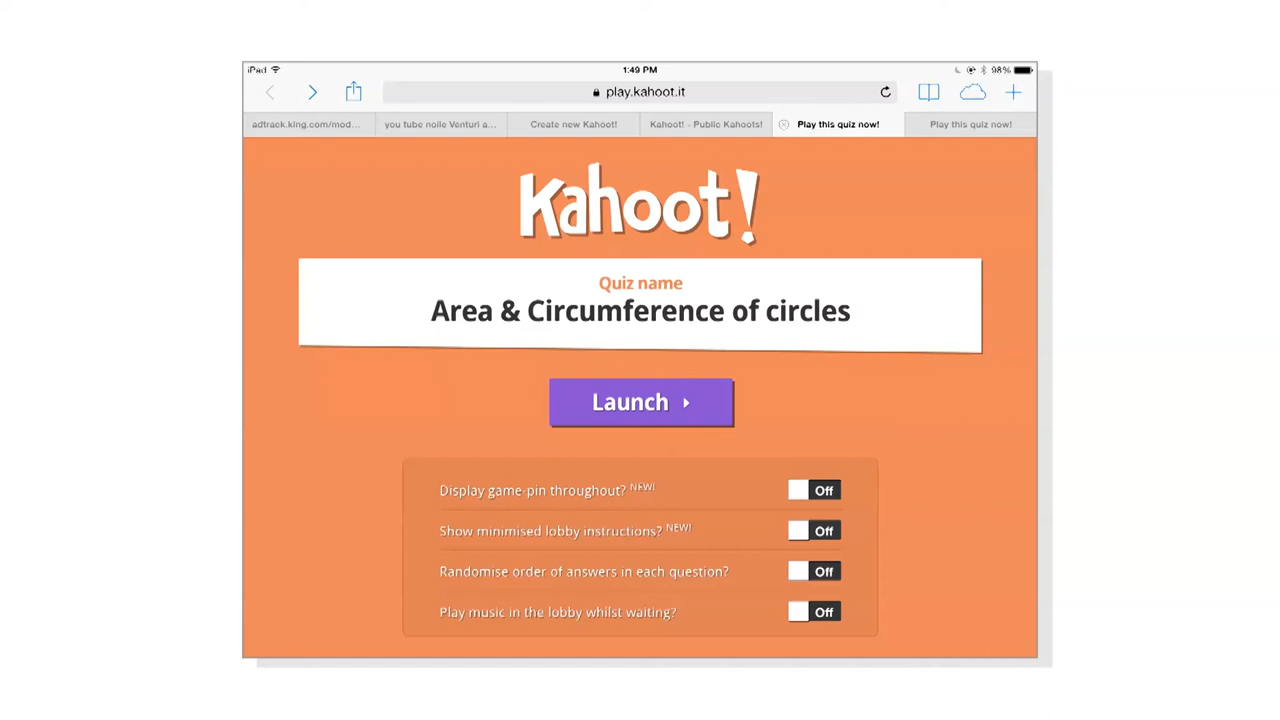 iPad 1:49 PM 98%
play.kahoot.it
adtrack.king.com/mod... you tube noile Venturi a... Create new Kahoot! Kahoot! - Public Kahoots! Play this quiz now! Play this quiz now!
Kahoot!
Quiz name
Area & Circumference of circles
Launch
Display game-pin throughout? NEW! Off
Show minimised lobby instructions? NEW! Off
Randomise order of answers in each question? Off
Play music in the lobby whilst waiting? Off